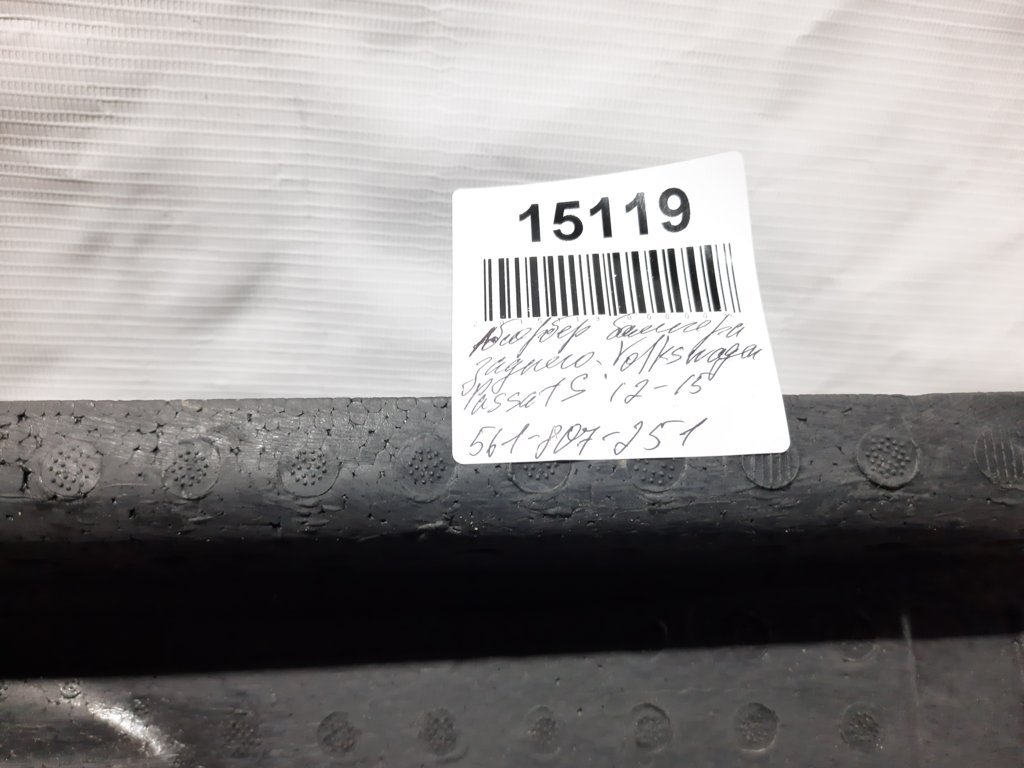 15119
Абсорбер бампера
заднего. Volkswagen
Passat S '12-15
561-807-251